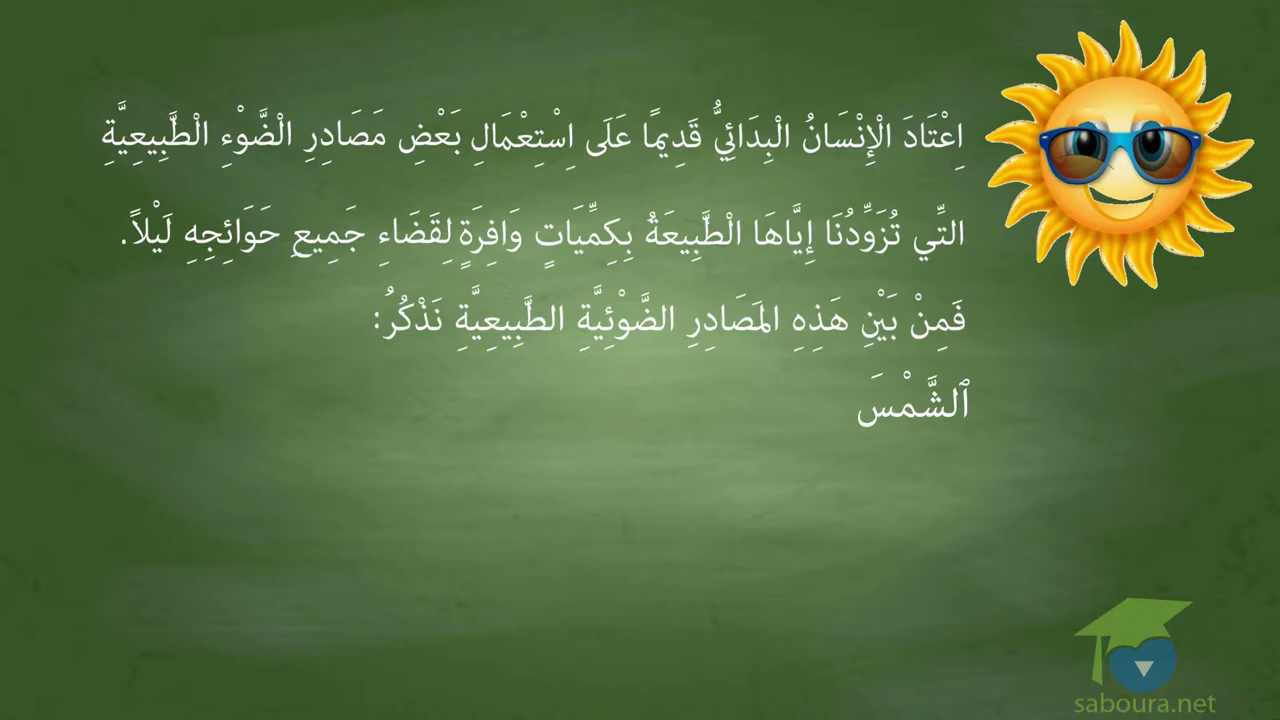 اِعْتَادَ الْإِنْسَانُ الْبِدَائِيُّ قَدِيمًا عَلَى اِسْتِعْمَالِ بَعْضِ مَصَادِرِ الْضَّوْءِ الْطَّبِيعِيَّةِ
التِّي تُزَوِّدُنَا إِيَّاهَا الْطَّبِيعَةُ بِكِمِّيَاتٍ وَافِرَةٍ لِقَضَاءِ جَمِيعِ حَوَائِجِهِ لَيْلاً.
فَمِنْ بَيْنِ هَذِهِ المَصَادِرِ الضَّوْئِيَّةِ الطَّبِيعِيَّةِ نَذْكُرُ:
ٱلشَّمْسَ
saboura.net